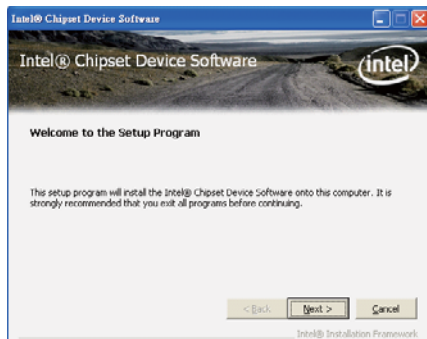 Intel® Chipset Device Software
Intel® Chipset Device Software
intel
Welcome to the Setup Program
This setup program will install the Intel® Chipset Device Software onto this computer. It is
strongly recommended that you exit all programs before continuing.
< Back Next > Cancel
Intel® Installation Framework